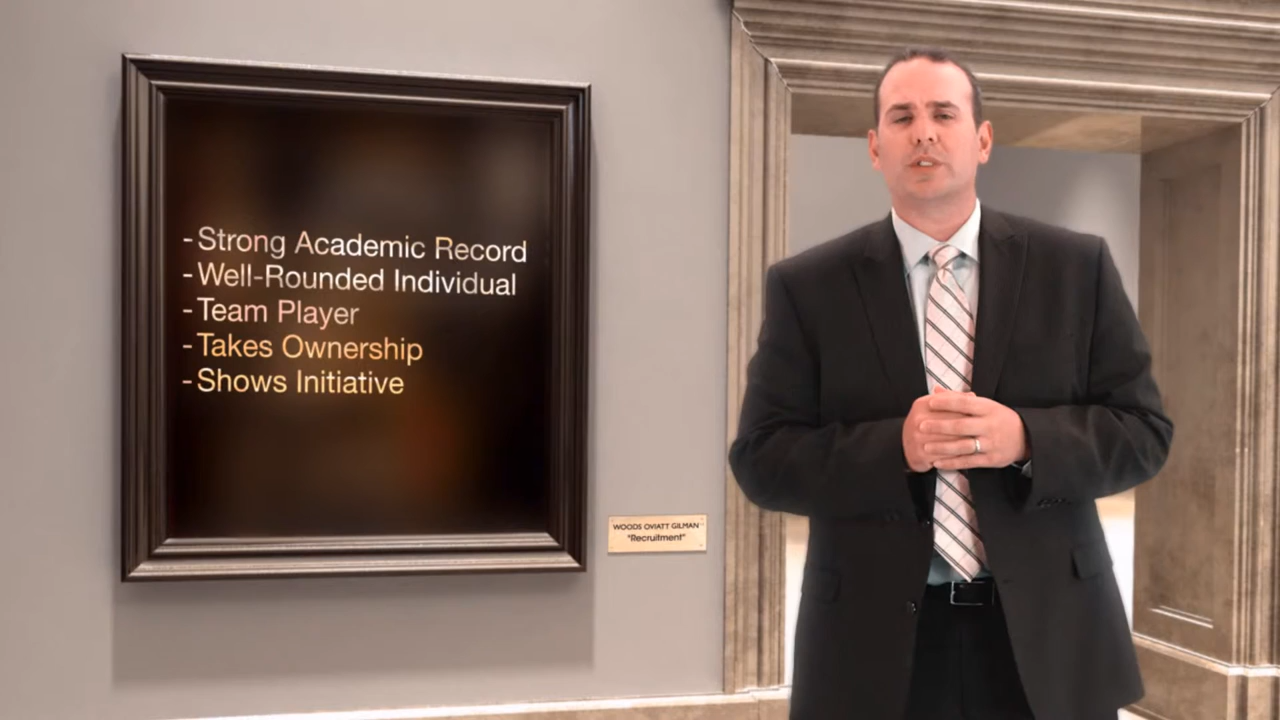 -Strong Academic Record
-Well-Rounded Individual
-Team Player
-Takes Ownership
-Shows Initiative
WOODS OVIATT GILMAN
"Recruitment"